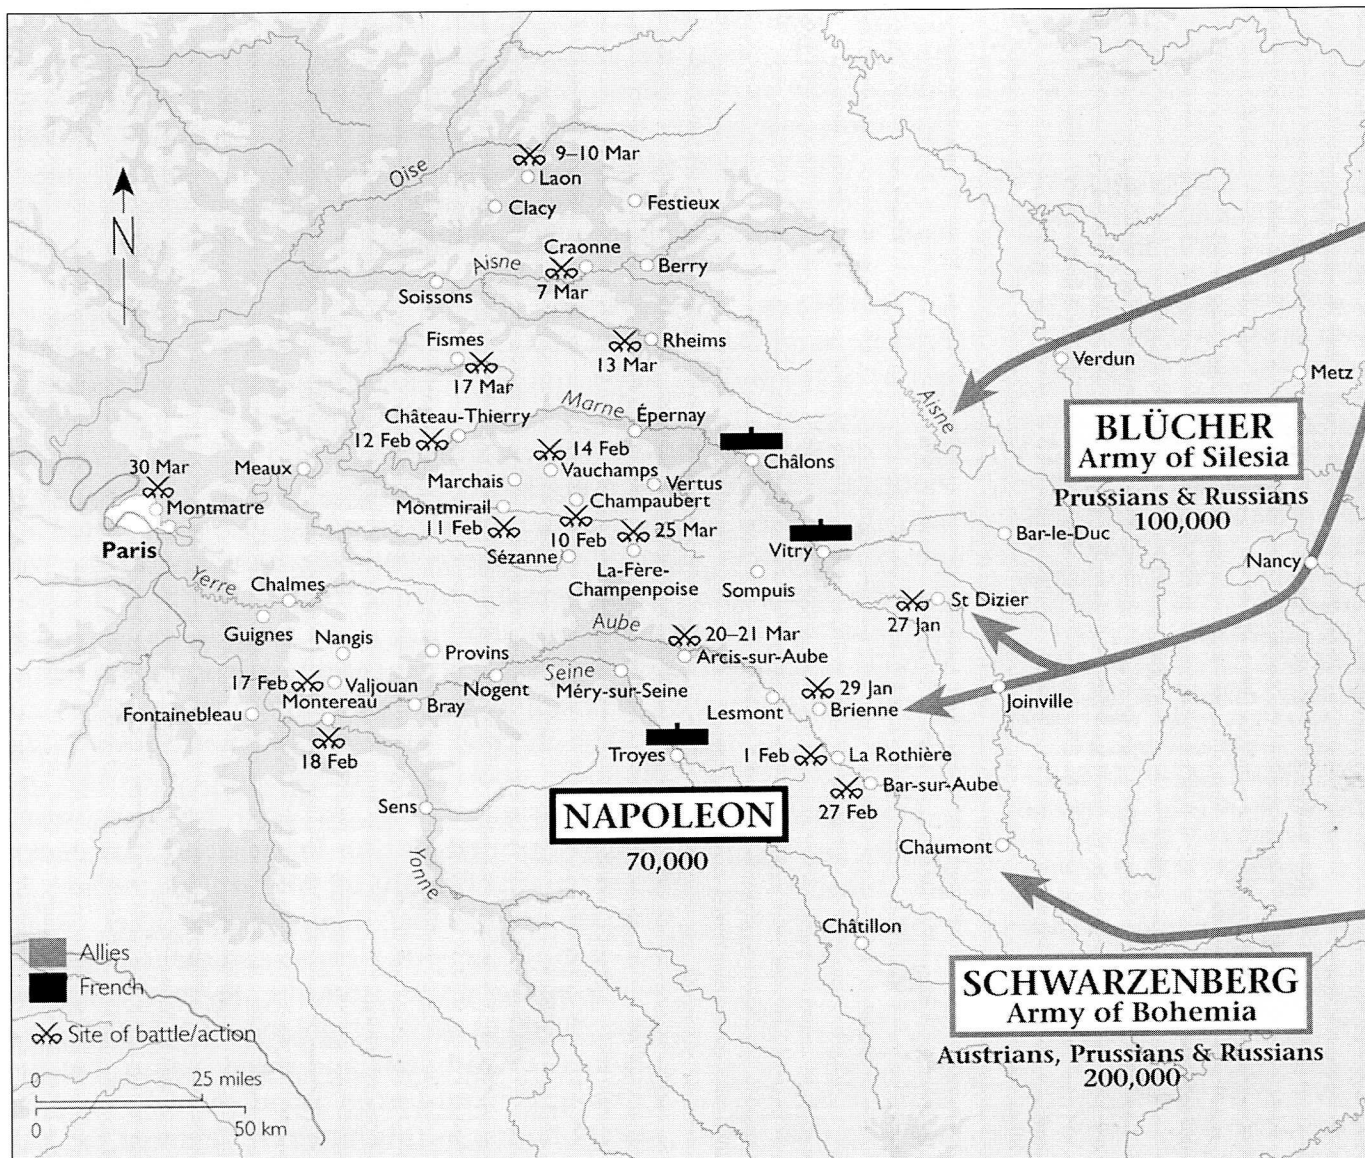 9–10 Mar
Laon
Oise
Clacy
Festieux
N
Craonne
Aisne
Berry
7 Mar
Soissons
Fismes
17 Mar
Rheims
13 Mar
Verdun
Metz
Aisne
Château-Thierry
12 Feb
Marne
Épernay
14 Feb
Vauchamps
Châlons
BLÜCHER
Army of Silesia
Prussians & Russians
100,000
30 Mar
Montmatre
Paris
Meaux
Marchais
Vertus
Montmirail
11 Feb
Champaubert
10 Feb
25 Mar
Sézanne
La-Fère-
Champenpoise
Vitry
Sompuis
Bar-le-Duc
Nancy
St Dizier
27 Jan
Yerre
Chalmes
Guignes
Nangis
Aube
20–21 Mar
Arcis-sur-Aube
Provins
Seine
Nogent
Méry-sur-Seine
17 Feb
Valjouan
Montereau
Fontainebleau
Bray
18 Feb
Lesmont
29 Jan
Brienne
Joinville
Troyes
1 Feb
La Rothière
Bar-sur-Aube
27 Feb
Sens
NAPOLEON
70,000
Yonne
Chaumont
Châtillon
SCHWARZENBERG
Army of Bohemia
Austrians, Prussians & Russians
200,000
Allies
French
Site of battle/action
0 25 miles
0 50 km